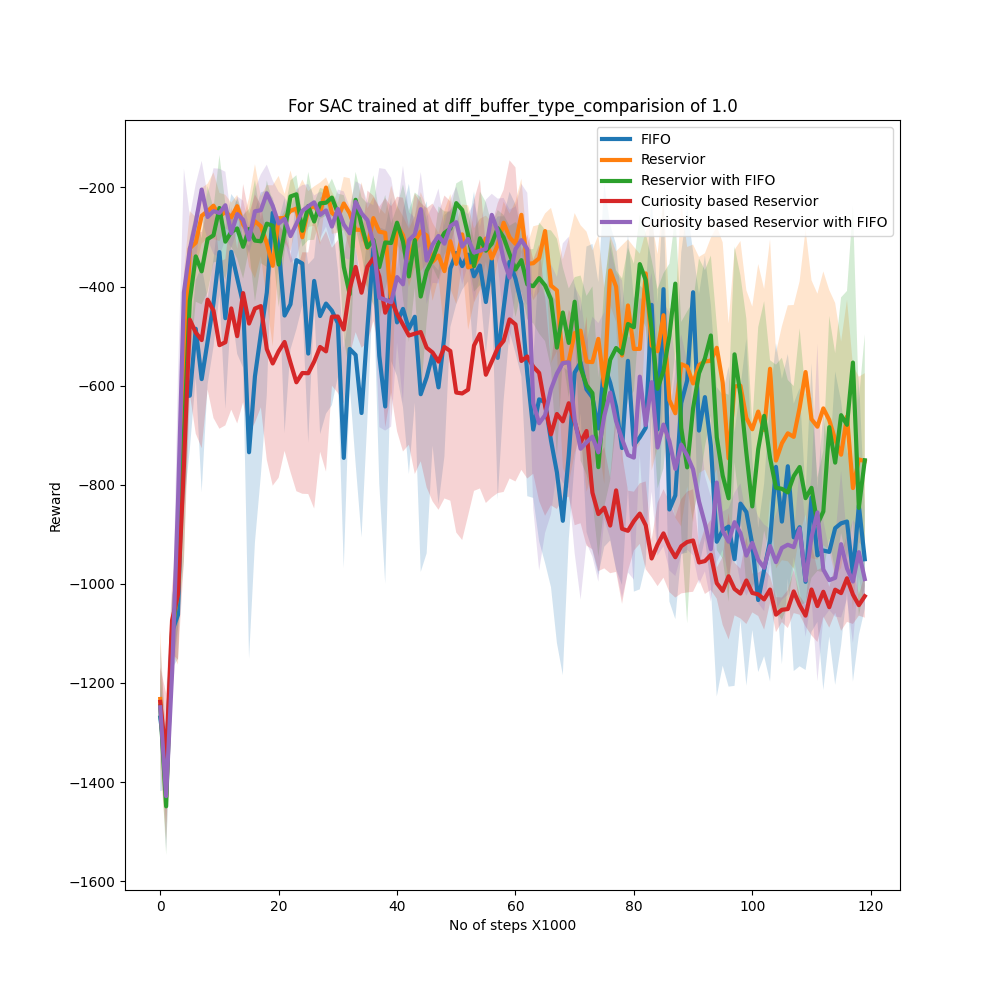 For SAC trained at diff_buffer_type_comparision of 1.0
FIFO
Reservior
Reservior with FIFO
Curiosity based Reservior
Curiosity based Reservior with FIFO
Reward
−200
−400
−600
−800
−1000
−1200
−1400
−1600
0 20 40 60 80 100 120
No of steps X1000